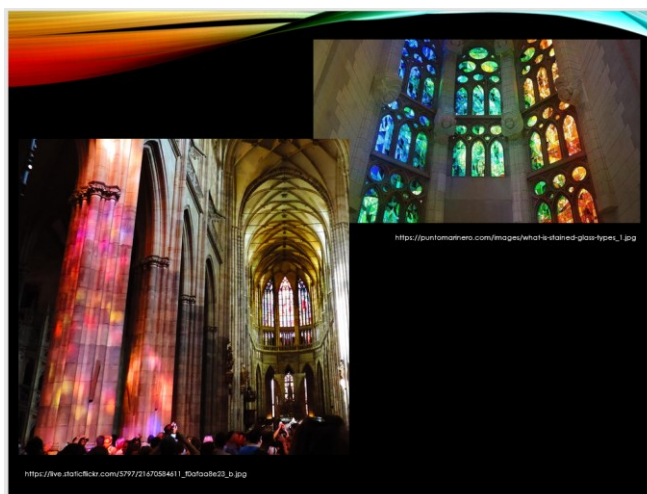 https://puntomarinero.com/images/what-is-stained-glass-types_1.jpg
https://live.staticflickr.com/5797/21670584611_f0afaa8e23_b.jpg